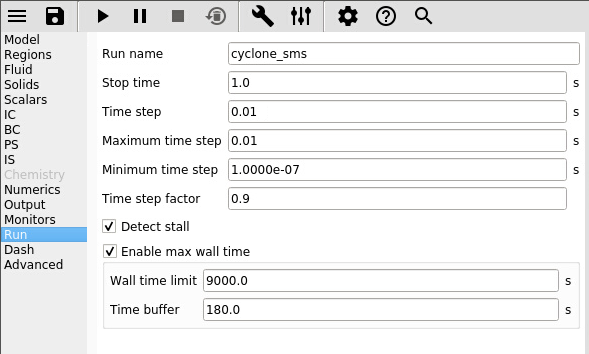 Model
Regions
Fluid
Solids
Scalars
IC
BC
PS
IS
Chemistry
Numerics
Output
Monitors
Run
Dash
Advanced
Run name cyclone_sms
Stop time 1.0 s
Time step 0.01 s
Maximum time step 0.01 s
Minimum time step 1.0000e-07 s
Time step factor 0.9
Detect stall
Enable max wall time
Wall time limit 9000.0 s
Time buffer 180.0 s